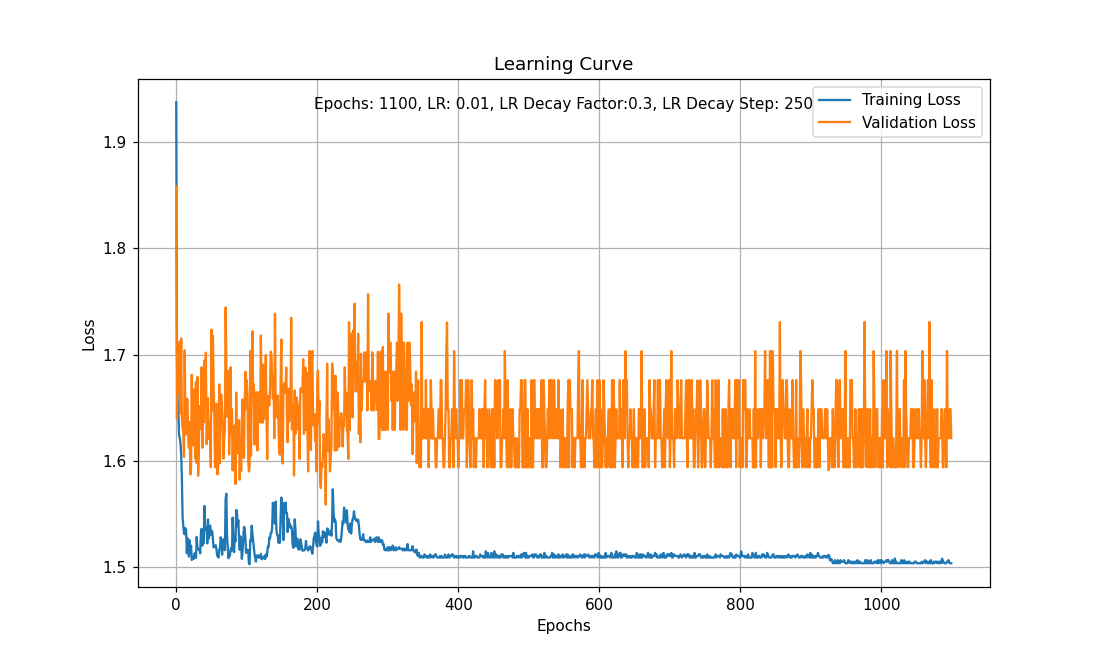 Learning Curve
Epochs: 1100, LR: 0.01, LR Decay Factor:0.3, LR Decay Step: 250
Training Loss
Validation Loss
1.9
1.8
1.7
1.6
1.5
Loss
0 200 400 600 800 1000
Epochs